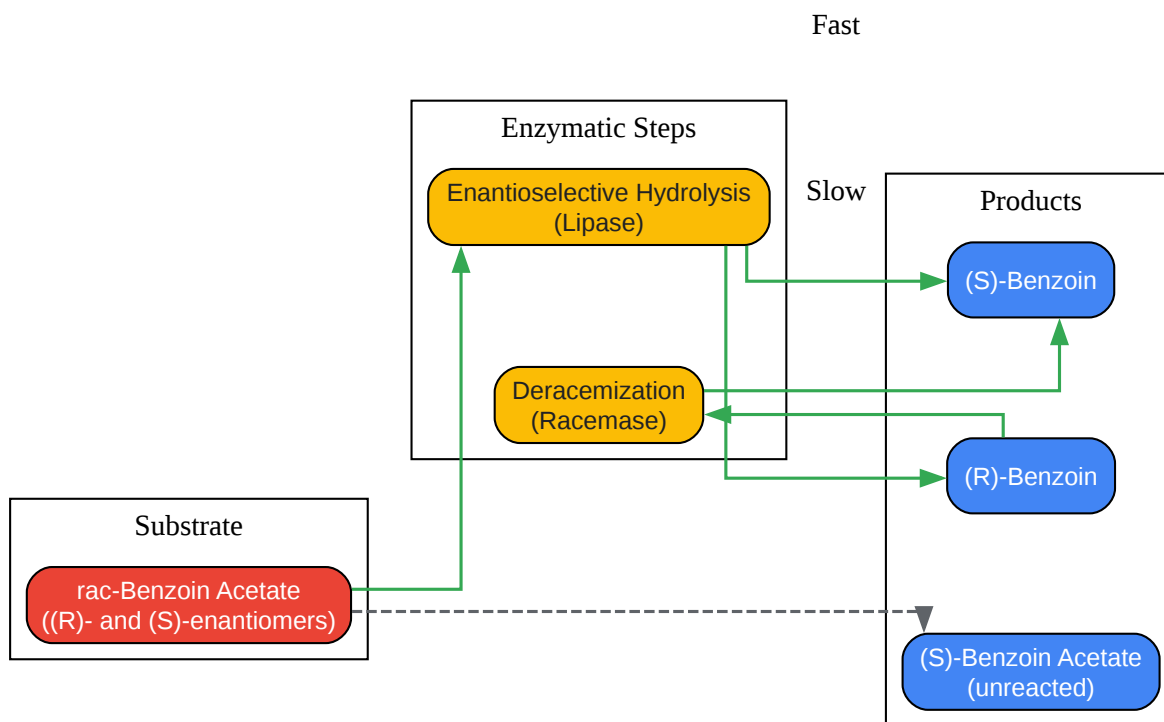 Fast
Enzymatic Steps
Enantioselective Hydrolysis
(Lipase)
Slow
Products
(S)-Benzoin
Deracemization
(Racemase)
(R)-Benzoin
Substrate
rac-Benzoin Acetate
((R)- and (S)-enantiomers)
(S)-Benzoin Acetate
(unreacted)